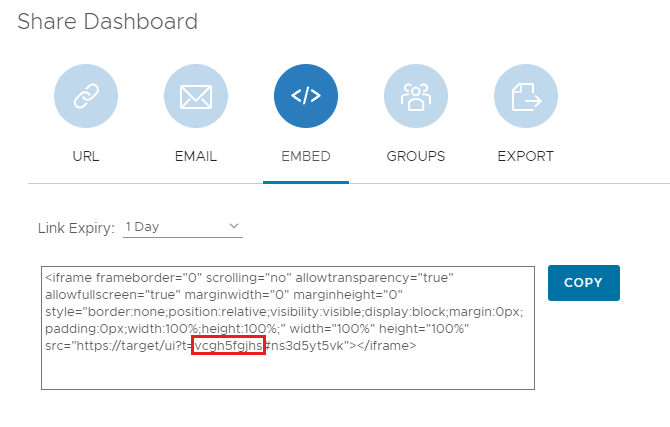 Share Dashboard
URL
EMAIL
EMBED
GROUPS
EXPORT
Link Expiry: 1 Day
<iframe frameborder="0" scrolling="no" allowtransparency="true"
allowfullscreen="true" marginwidth="0" marginheight="0"
style="border:none;position:relative;visibility:visible;display:block;margin:0px;
padding:0px;width:100%;height:100%;" width="100%" height="100%"
src="https://target/ui?t=vcgh5fgjhs#ns3d5yt5vk"></iframe>
COPY